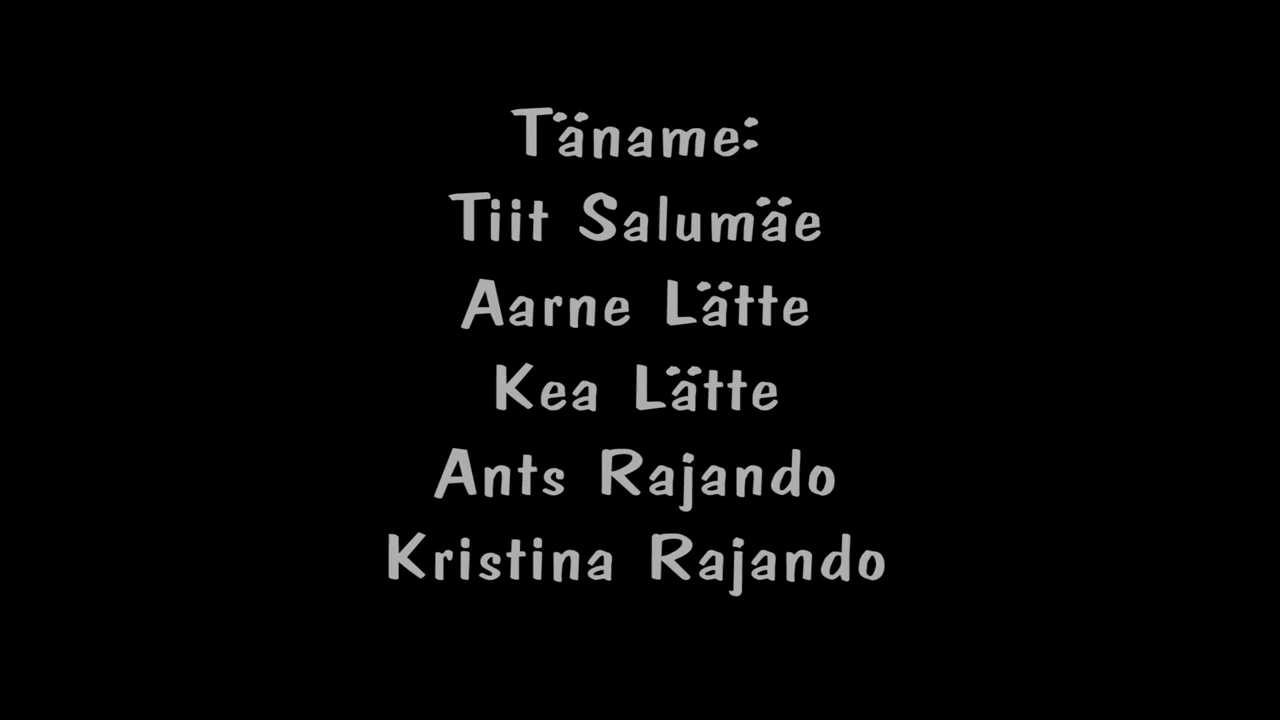 Täname:
Tiit Salumäe
Aarne Lätte
Kea Lätte
Ants Rajando
Kristina Rajando